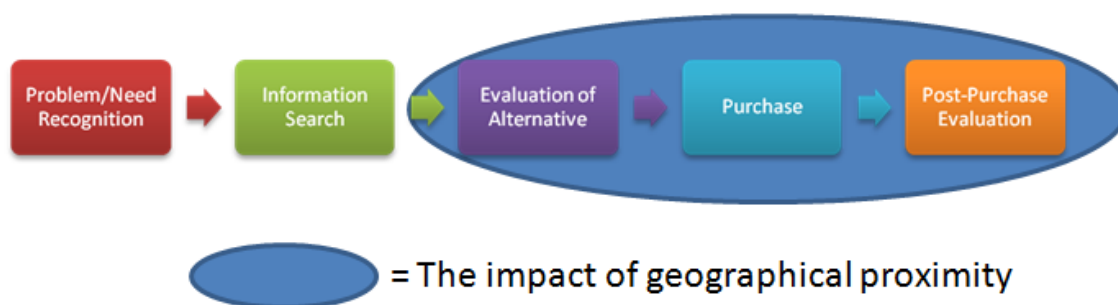 Problem/Need
Recognition
Information
Search
Evaluation of
Alternative
Purchase
Post-Purchase
Evaluation
= The impact of geographical proximity